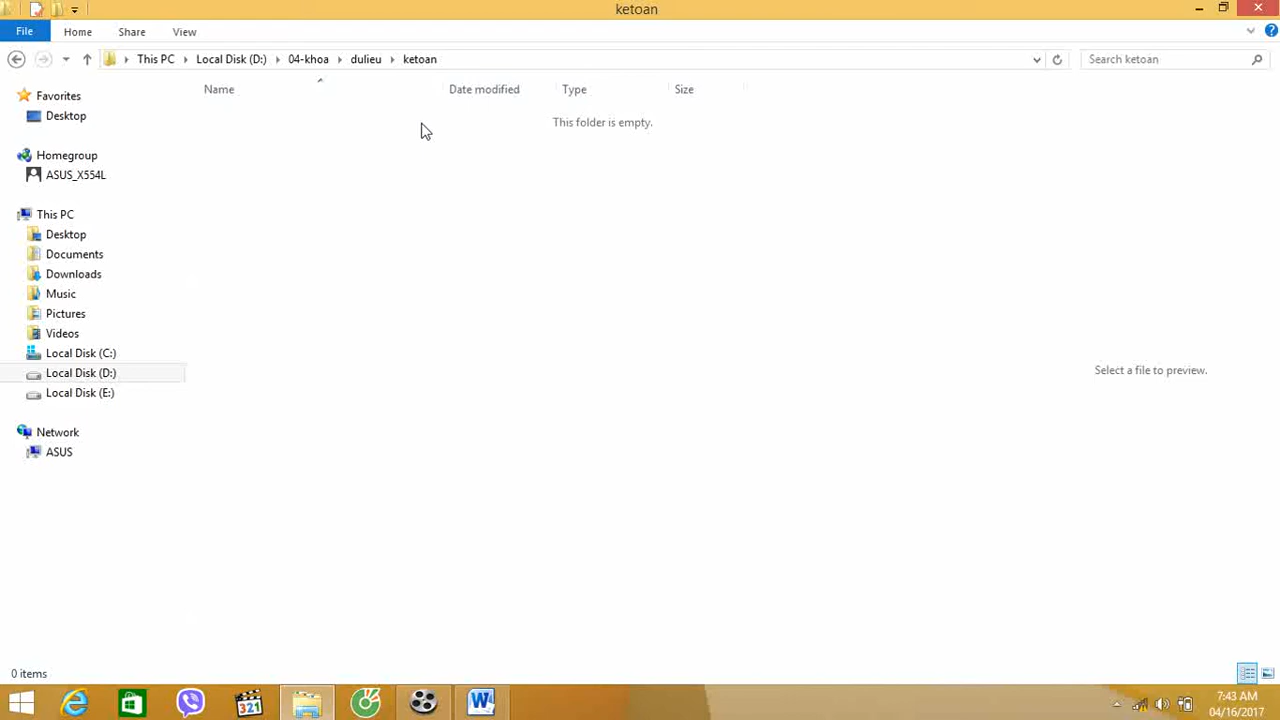 ketoan
File
Home
Share
View
This PC
Local Disk (D:)
04-khoa
dulieu
ketoan
Search ketoan
Name
Date modified
Type
Size
This folder is empty.
Favorites
Desktop
Homegroup
ASUS_X554L
This PC
Desktop
Documents
Downloads
Music
Pictures
Videos
Local Disk (C:)
Local Disk (D:)
Local Disk (E:)
Network
ASUS
Select a file to preview.
0 items
321
7:43 AM
04/16/2017